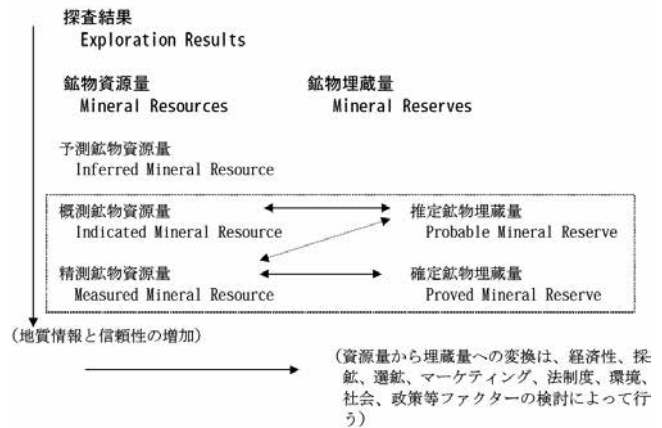 探査結果
Exploration Results
鉱物資源量 鉱物埋蔵量
Mineral Resources Mineral Reserves
予測鉱物資源量
Inferred Mineral Resource
概測鉱物資源量 推定鉱物埋蔵量
Indicated Mineral Resource Probable Mineral Reserve
精測鉱物資源量 確定鉱物埋蔵量
Measured Mineral Resource Proved Mineral Reserve
(地質情報と信頼性の増加)
(資源量から埋蔵量への変換は、経済性、採
鉱、選鉱、マーケティング、法制度、環境、
社会、政策等ファクターの検討によって行
う)